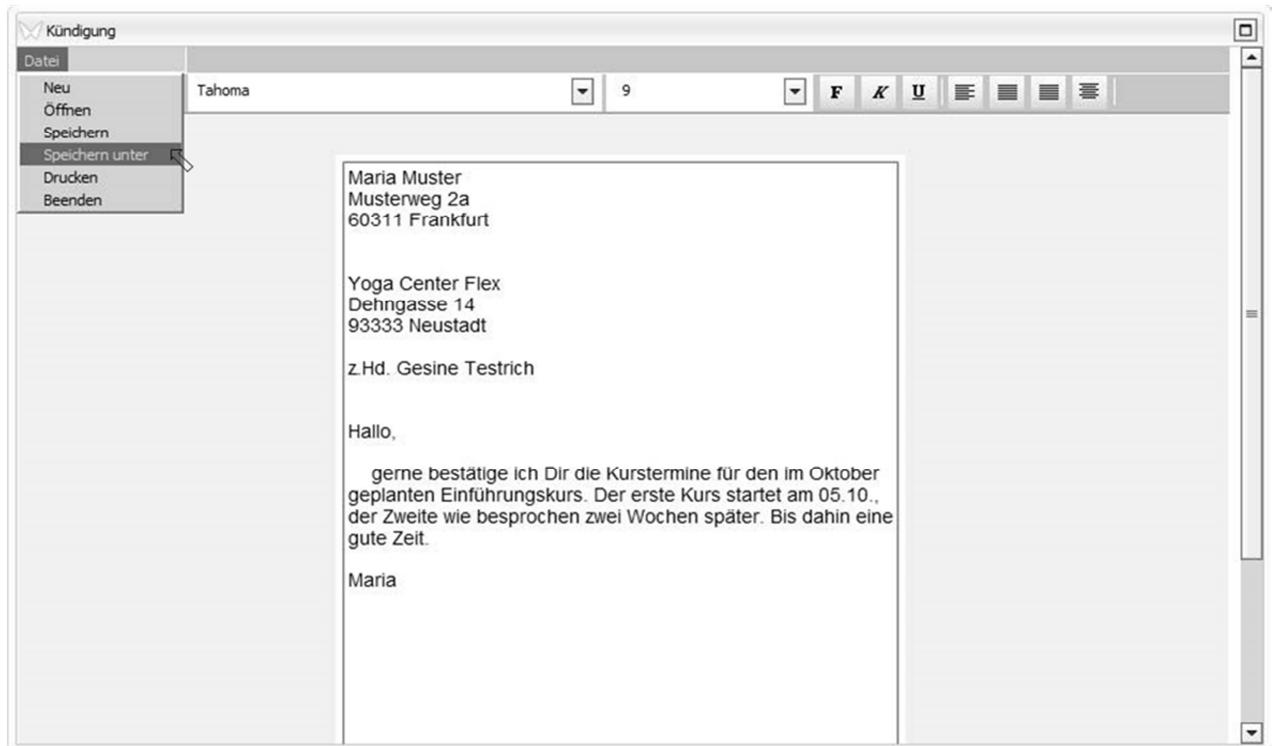 Kündigung
Datei
Neu
Öffnen
Speichern
Speichern unter
Drucken
Beenden
Tahoma 9 F K U
Maria Muster
Musterweg 2a
60311 Frankfurt
Yoga Center Flex
Dehngasse 14
93333 Neustadt
z.Hd. Gesine Testrich
Hallo,
gerne bestätige ich Dir die Kurstermine für den im Oktober
geplanten Einführungskurs. Der erste Kurs startet am 05.10.,
der Zweite wie besprochen zwei Wochen später. Bis dahin eine
gute Zeit.
Maria